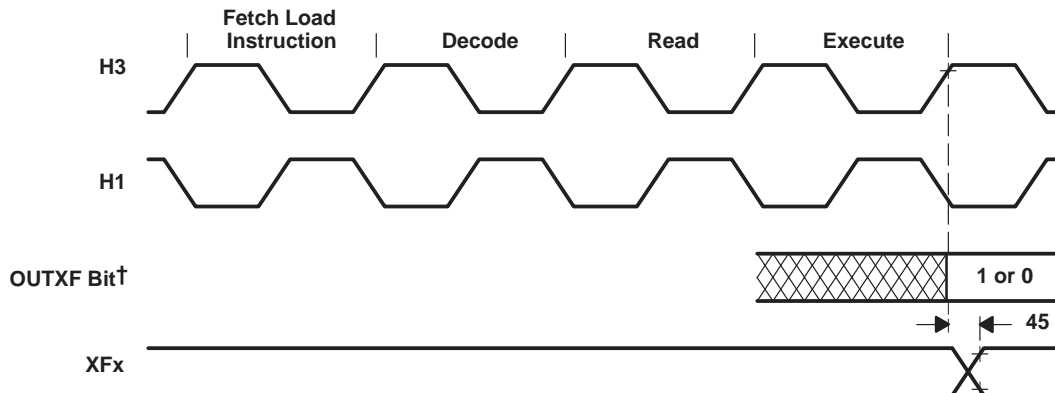 Fetch Load
Instruction
Decode
Read
Execute
H3
H1
OUTXF Bit†
1 or 0
45
XFx